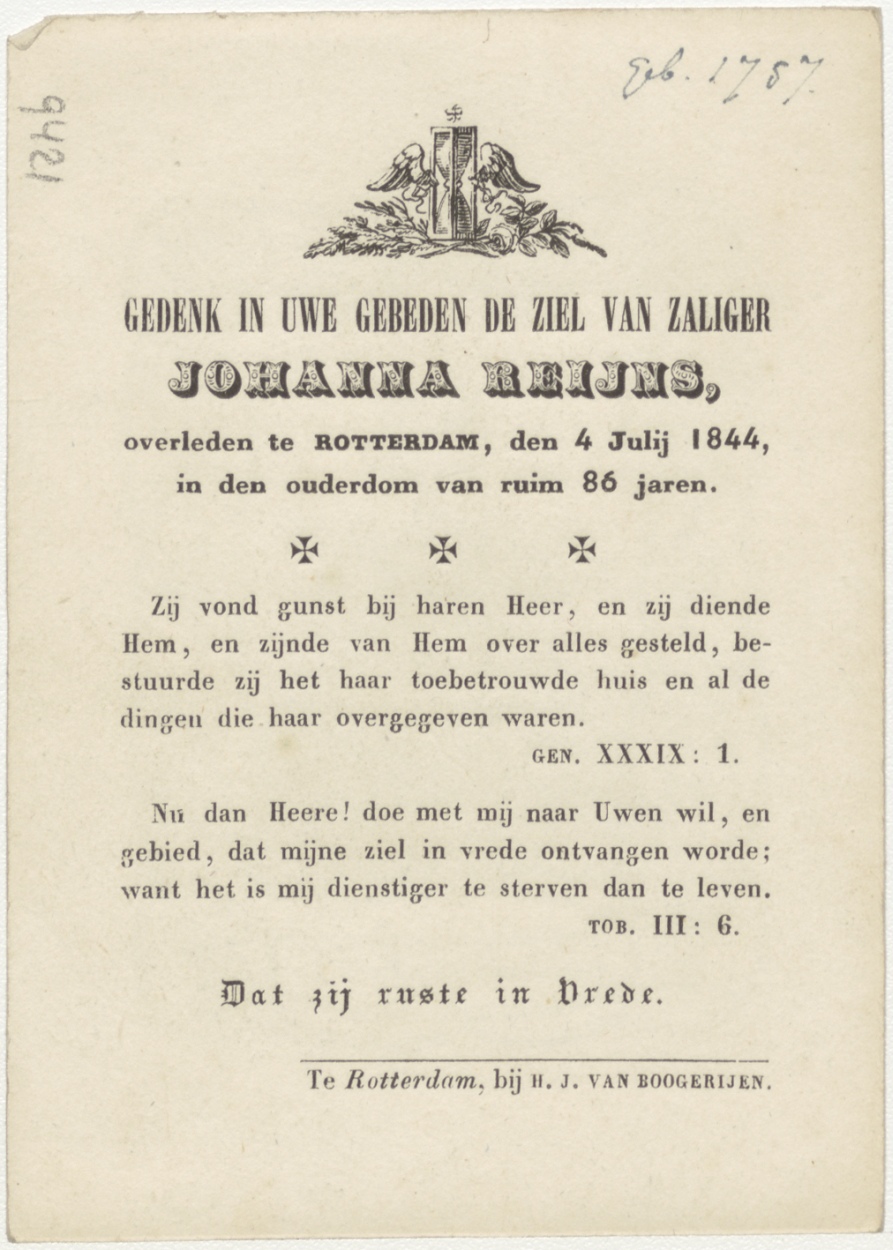 Geb. 1757.
9451
GEDENK IN UWE GEBEDEN DE ZIEL VAN ZALIGER
JOHANNA REIJNS,
overleden te ROTTERDAM, den 4 Julij 1844,
in den ouderdom van ruim 86 jaren.
Zij vond gunst bij haren Heer, en zij diende
Hem, en zijnde van Hem over alles gesteld, be-
stuurde zij het haar toebetrouwde huis en al de
dingen die haar overgegeven waren.
GEN. XXXIX: 1.
Nu dan Heere! doe met mij naar Uwen wil, en
gebied, dat mijne ziel in vrede ontvangen worde;
want het is mij dienstiger te sterven dan te leven.
TOB. III: 6.
Dat zij ruste in Vrede.
Te Rotterdam, bij H. J. VAN BOOGERIJEN.